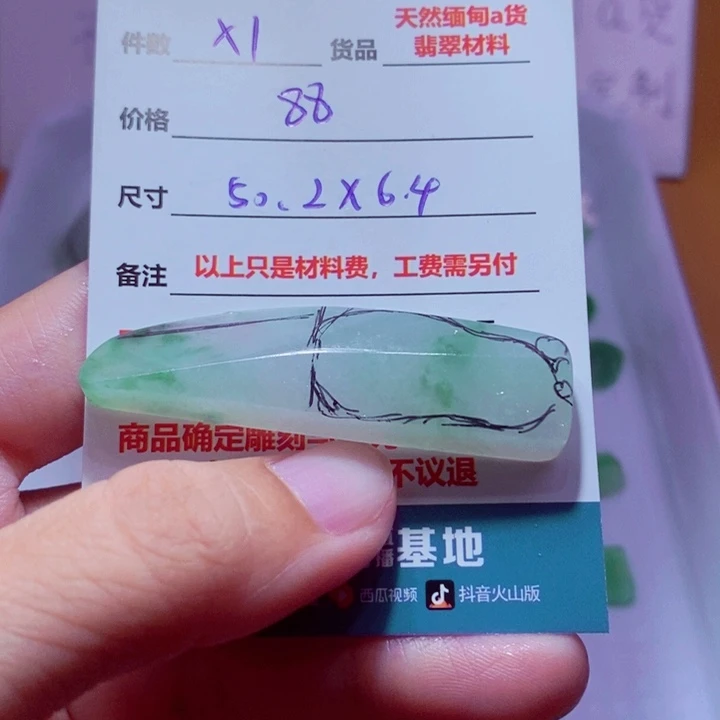 件数 X1 货品 天然缅甸a货
翡翠材料
价格 88
尺寸 50.2X6.4
备注 以上只是材料费，工费需另付
商品确定雕刻
不议退
基地
西瓜视频 抖音火山版